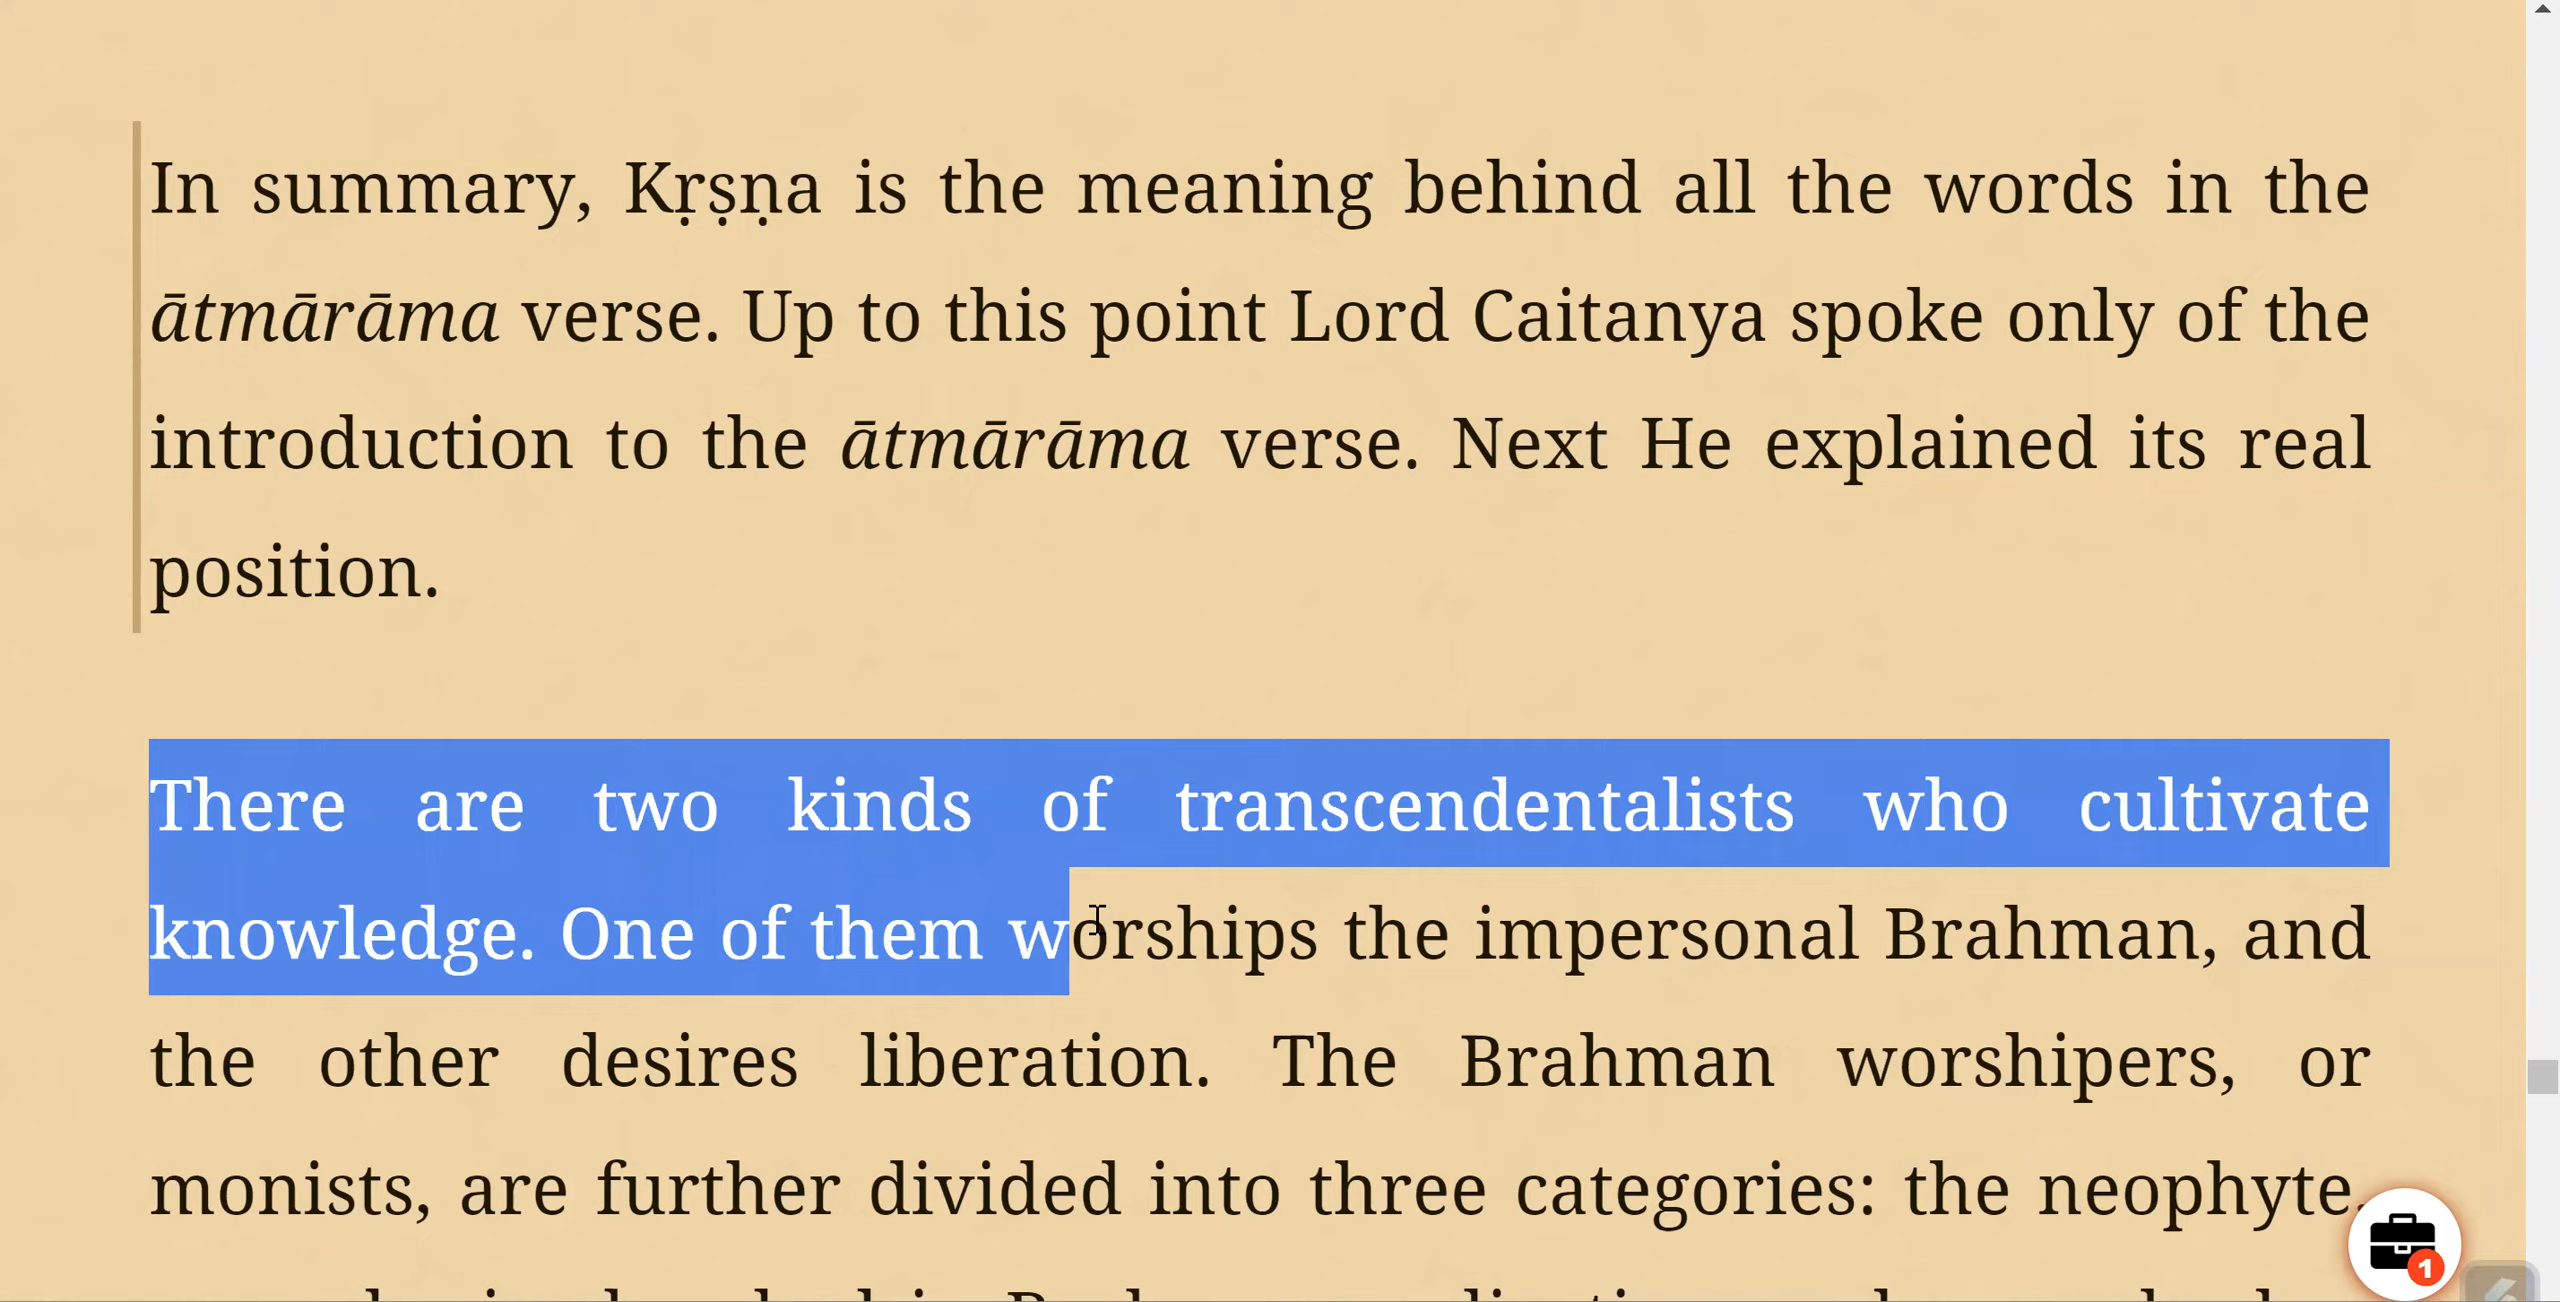 In summary, Kṛṣṇa is the meaning behind all the words in the
ātmārāma verse. Up to this point Lord Caitanya spoke only of the
introduction to the ātmārāma verse. Next He explained its real
position.
There are two kinds of transcendentalists who cultivate
knowledge. One of them worships the impersonal Brahman, and
the other desires liberation. The Brahman worshipers, or
monists, are further divided into three categories: the neophyte,
1